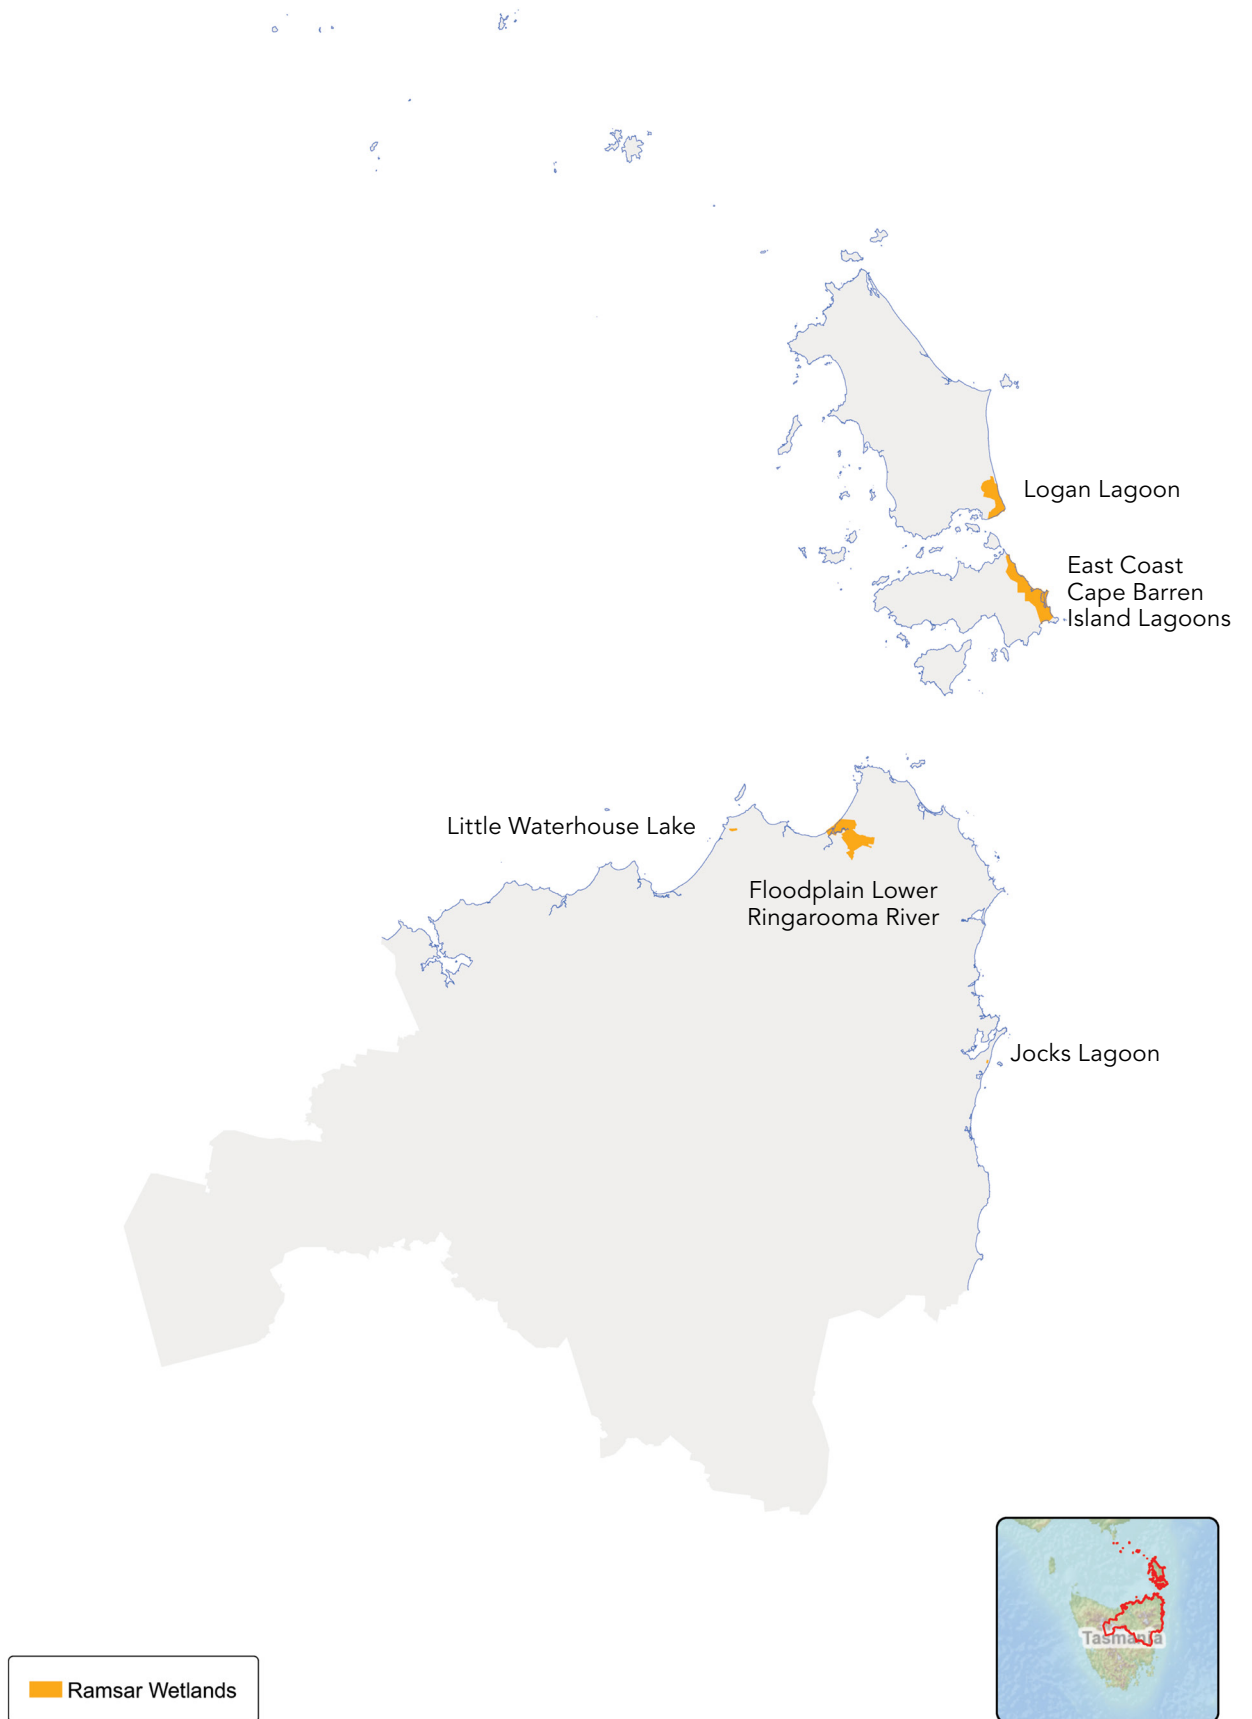 Logan Lagoon
East Coast
Cape Barren
Island Lagoons
Little Waterhouse Lake
Floodplain Lower
Ringarooma River
Jocks Lagoon
Tasmania
Ramsar Wetlands